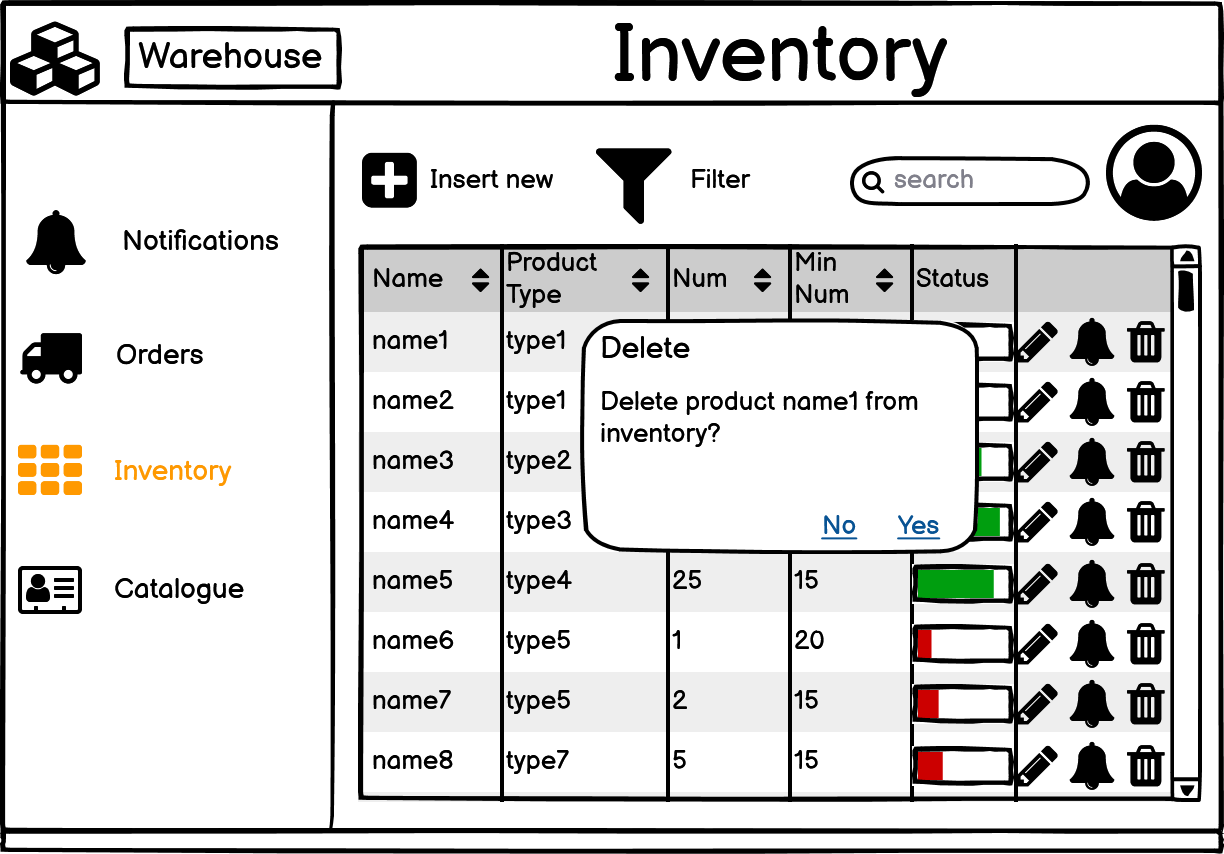 Warehouse
Inventory
Insert new
Filter
search
Notifications
Orders
Inventory
Catalogue
Name Product Type Num Min Num Status
name1 type1
name2 type1
name3 type2
name4 type3
Delete
Delete product name1 from
inventory?
No Yes
name5 type4 25 15
name6 type5 1 20
name7 type5 2 15
name8 type7 5 15